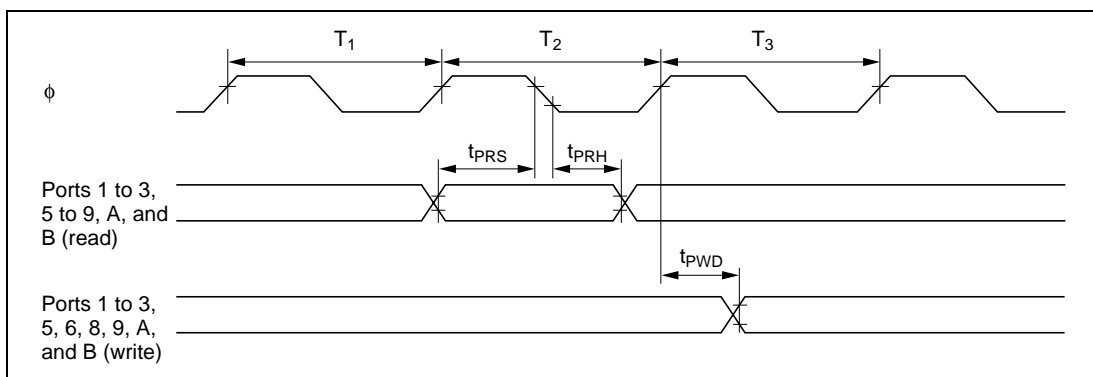 T1 T2 T3
φ
tPRS tPRH
Ports 1 to 3,
5 to 9, A, and
B (read)
tPWD
Ports 1 to 3,
5, 6, 8, 9, A,
and B (write)